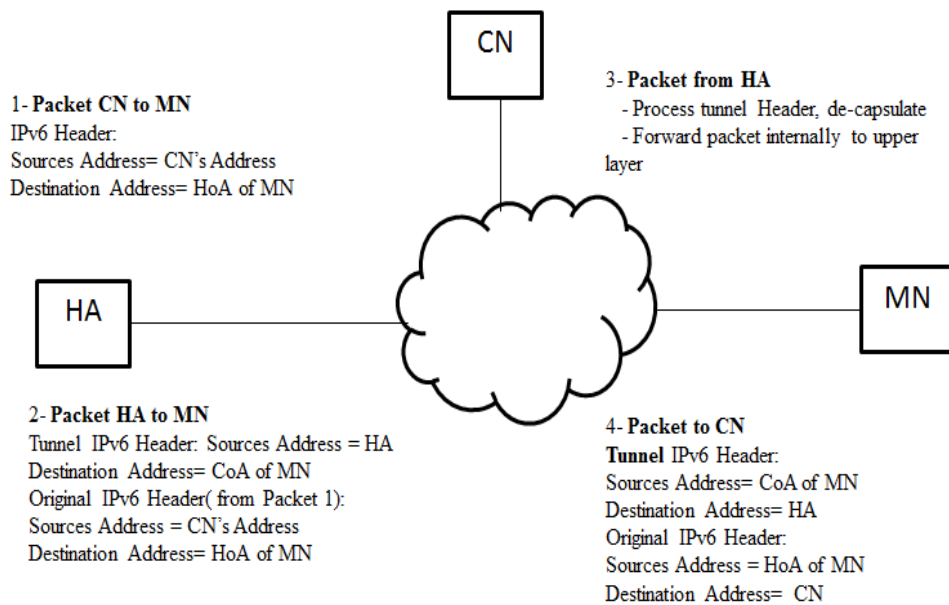 CN
1- Packet CN to MN
IPv6 Header:
Sources Address= CN's Address
Destination Address= HoA of MN
3- Packet from HA
- Process tunnel Header, de-capsulate
- Forward packet internally to upper
layer
HA
MN
2- Packet HA to MN
Tunnel IPv6 Header: Sources Address = HA
Destination Address= CoA of MN
Original IPv6 Header( from Packet 1):
Sources Address = CN's Address
Destination Address= HoA of MN
4- Packet to CN
Tunnel IPv6 Header:
Sources Address= CoA of MN
Destination Address= HA
Original IPv6 Header:
Sources Address = HoA of MN
Destination Address= CN